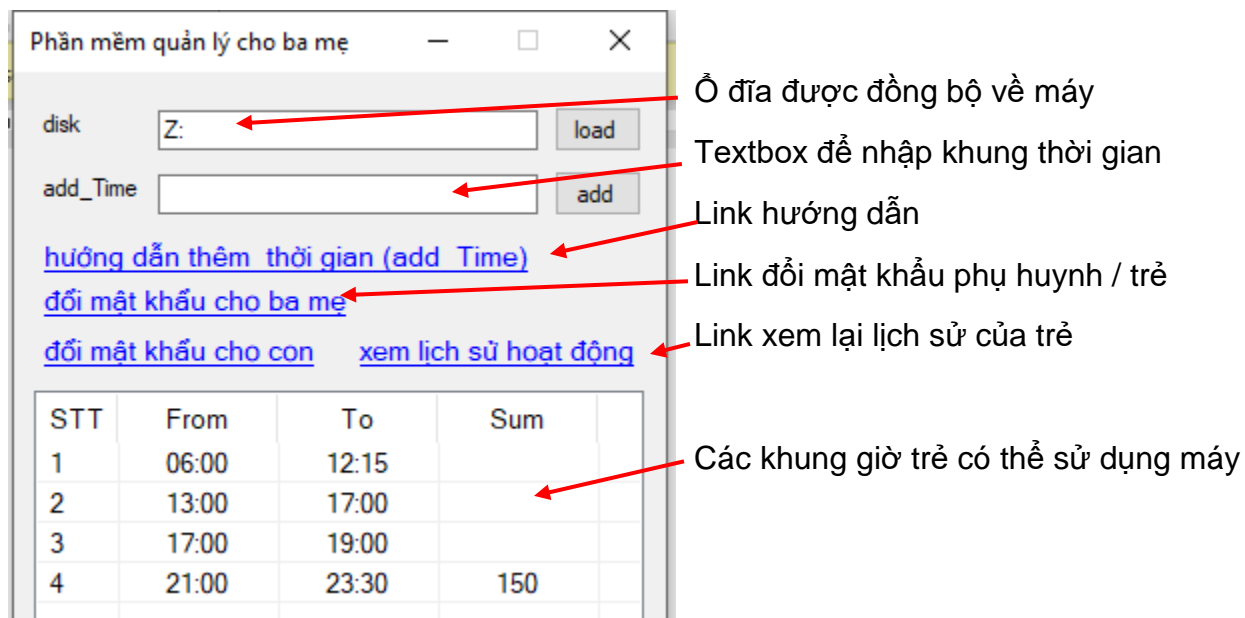 Phần mềm quản lý cho ba mẹ
Ổ đĩa được đồng bộ về máy
disk Z: load
Textbox để nhập khung thời gian
add_Time add
Link hướng dẫn
hướng dẫn thêm thời gian (add_Time)
Link đổi mật khẩu phụ huynh / trẻ
đổi mật khẩu cho ba mẹ
Link xem lại lịch sử của trẻ
đổi mật khẩu cho con xem lịch sử hoạt động
STT From To Sum
Các khung giờ trẻ có thể sử dụng máy
1 06:00 12:15
2 13:00 17:00
3 17:00 19:00
4 21:00 23:30 150